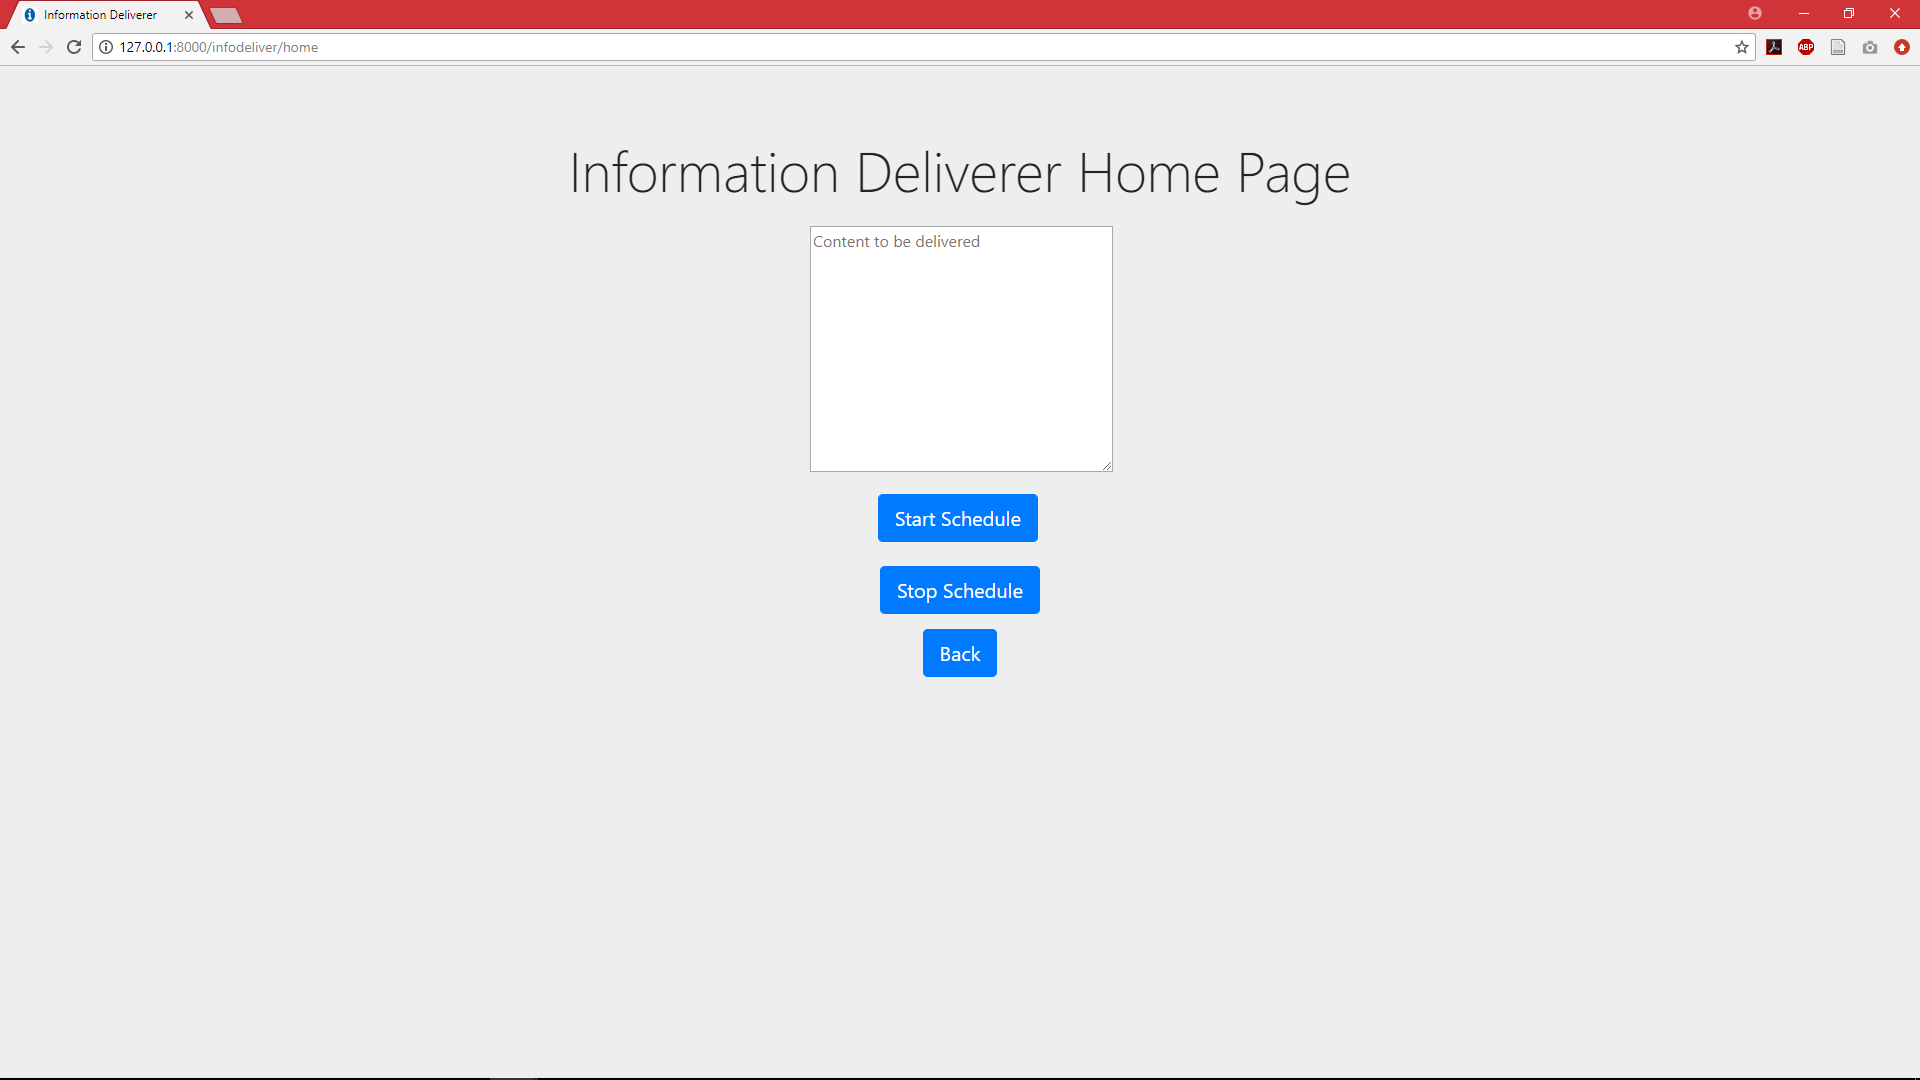 Information Deliverer
127.0.0.1:8000/infodeliver/home
ABP
Information Deliverer Home Page
Content to be delivered
Start Schedule
Stop Schedule
Back